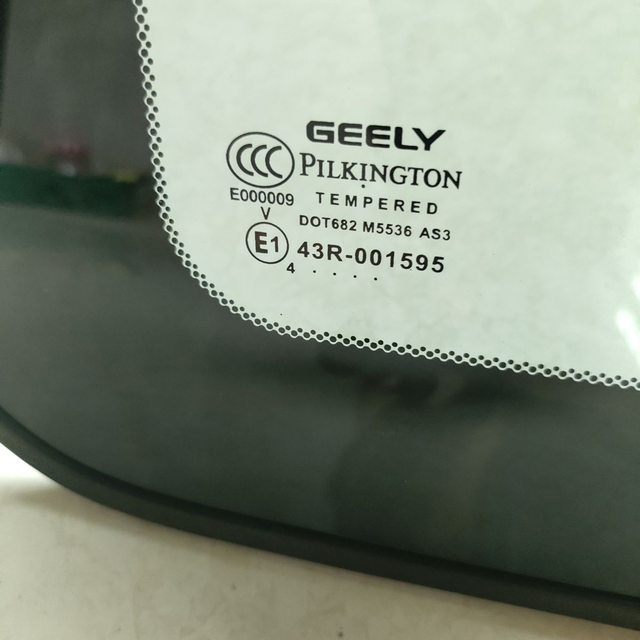 GEELY
CCC PILKINGTON
E000009 TEMPERED
V DOT682 M5536 AS3
E1 43R-001595
4 . . . .